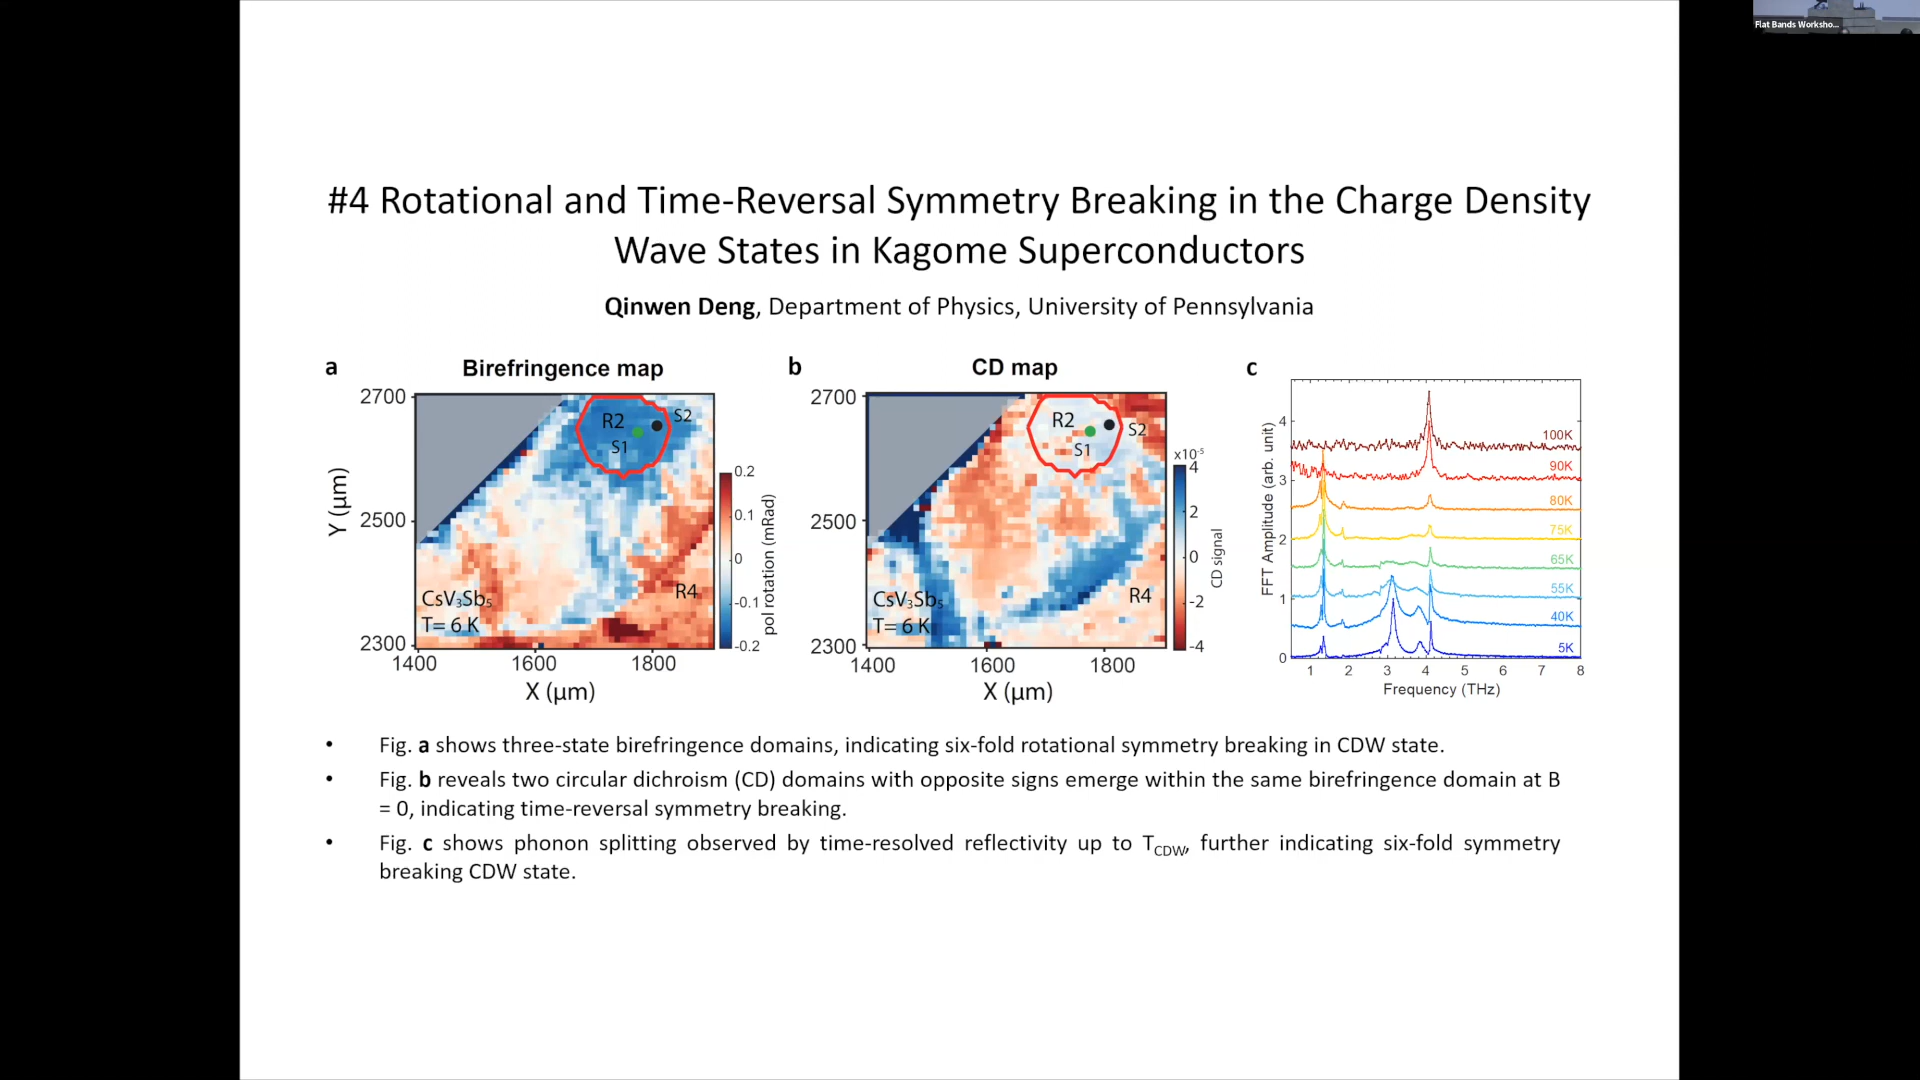 Flat Bands Worksho...
#4 Rotational and Time-Reversal Symmetry Breaking in the Charge Density
Wave States in Kagome Superconductors
Qinwen Deng, Department of Physics, University of Pennsylvania
a
Birefringence map
2700
2500
2300
Y (μm)
R2
S1
S2
R4
CsV₃Sb₅
T= 6 K
1400
1600
1800
X (μm)
0.2
0.1
0
-0.1
-0.2
pol rotation (mRad)
b
CD map
2700
2500
2300
R2
S1
S2
R4
CsV₃Sb₅
T= 6 K
1400
1600
1800
X (μm)
x10⁻⁵
4
2
0
-2
-4
CD signal
c
FFT Amplitude (arb. unit)
4
3
2
1
0
100K
90K
80K
75K
65K
55K
40K
5K
1 2 3 4 5 6 7 8
Frequency (THz)
• Fig. a shows three-state birefringence domains, indicating six-fold rotational symmetry breaking in CDW state.
• Fig. b reveals two circular dichroism (CD) domains with opposite signs emerge within the same birefringence domain at B
= 0, indicating time-reversal symmetry breaking.
• Fig. c shows phonon splitting observed by time-resolved reflectivity up to T_CDW, further indicating six-fold symmetry
breaking CDW state.